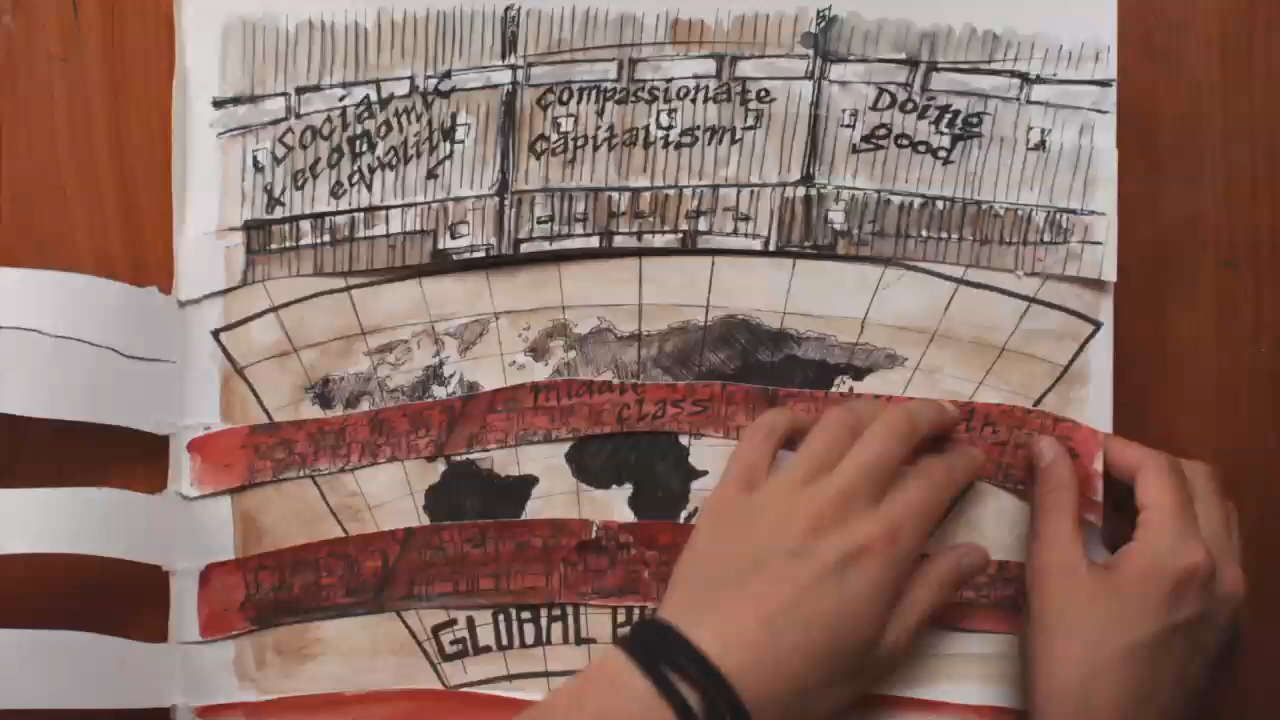 Social
& economic
equality
compassionate
capitalism
Doing
good
middle
class
GLOBAL